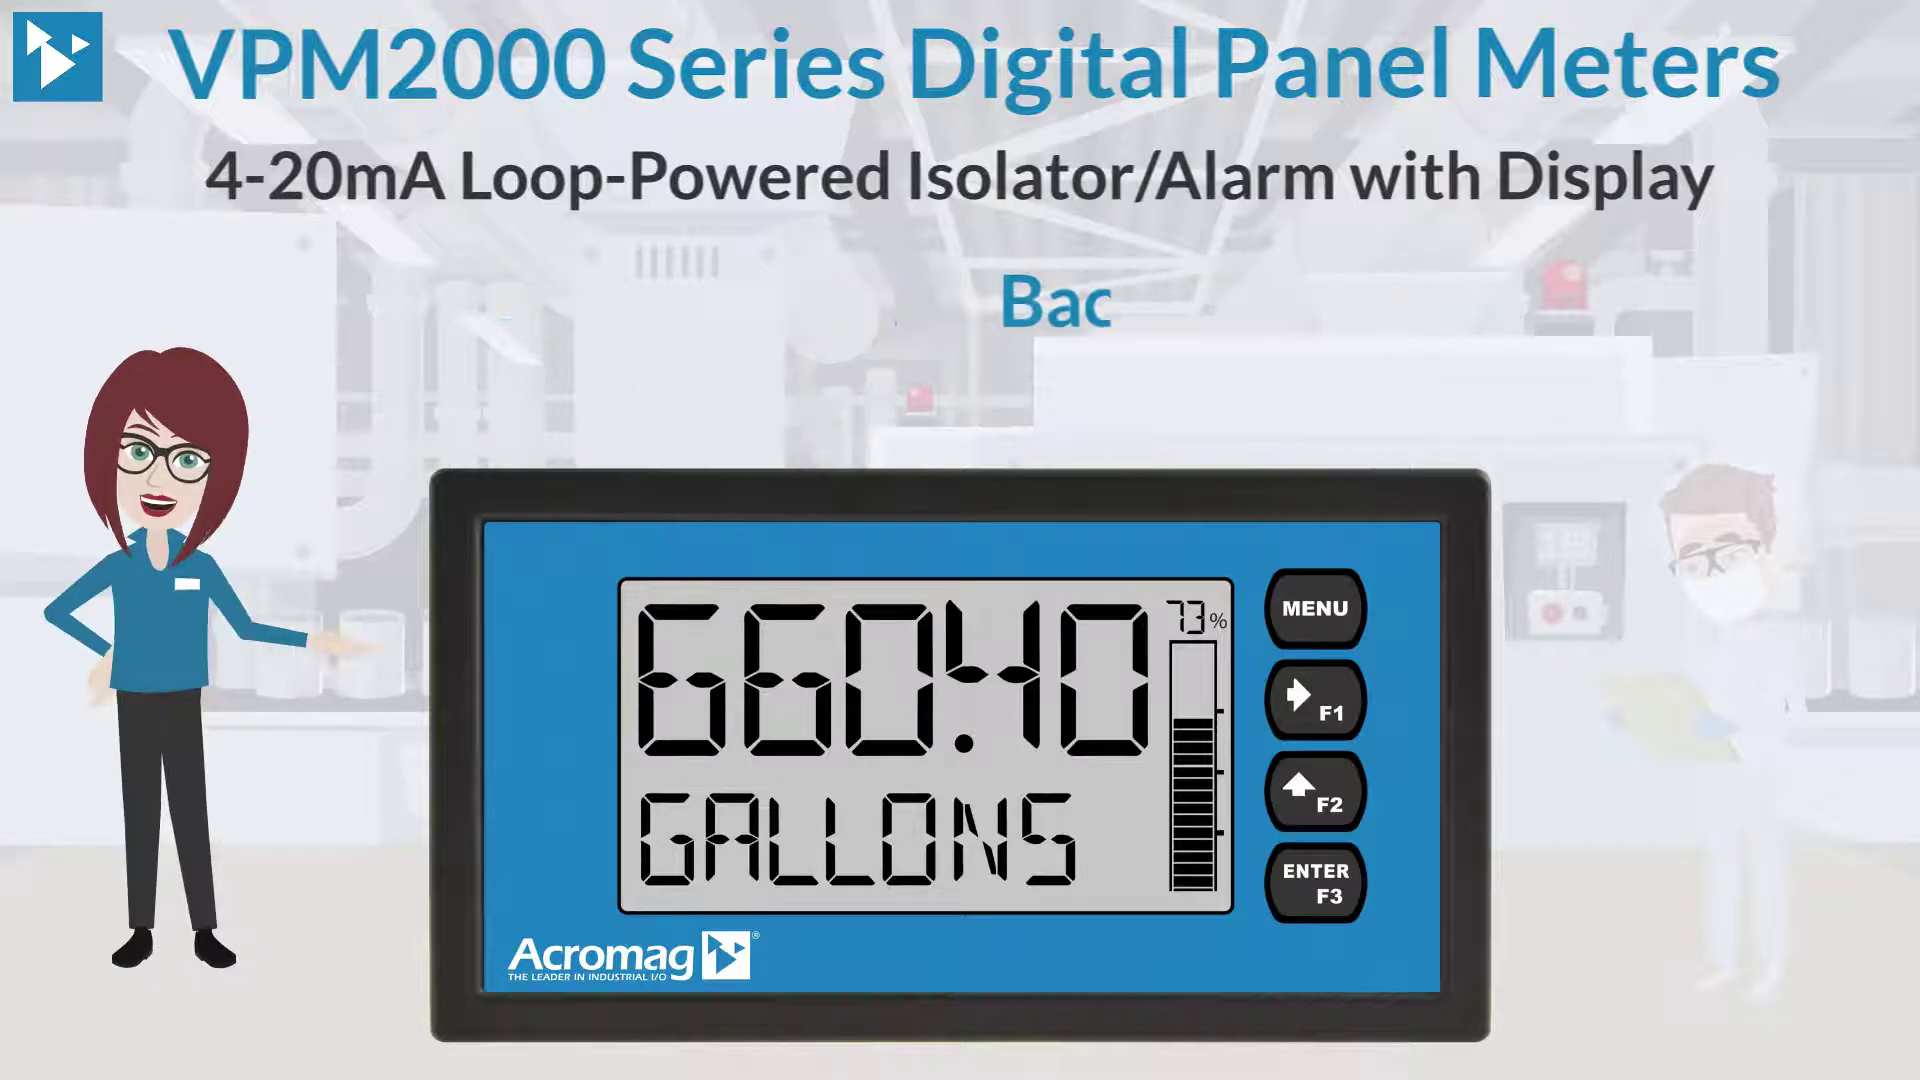 VPM2000 Series Digital Panel Meters
4-20mA Loop-Powered Isolator/Alarm with Display
Bac
660.40
73%
GALLONS
MENU
F1
F2
ENTER
F3
Acromag®
THE LEADER IN INDUSTRIAL I/O